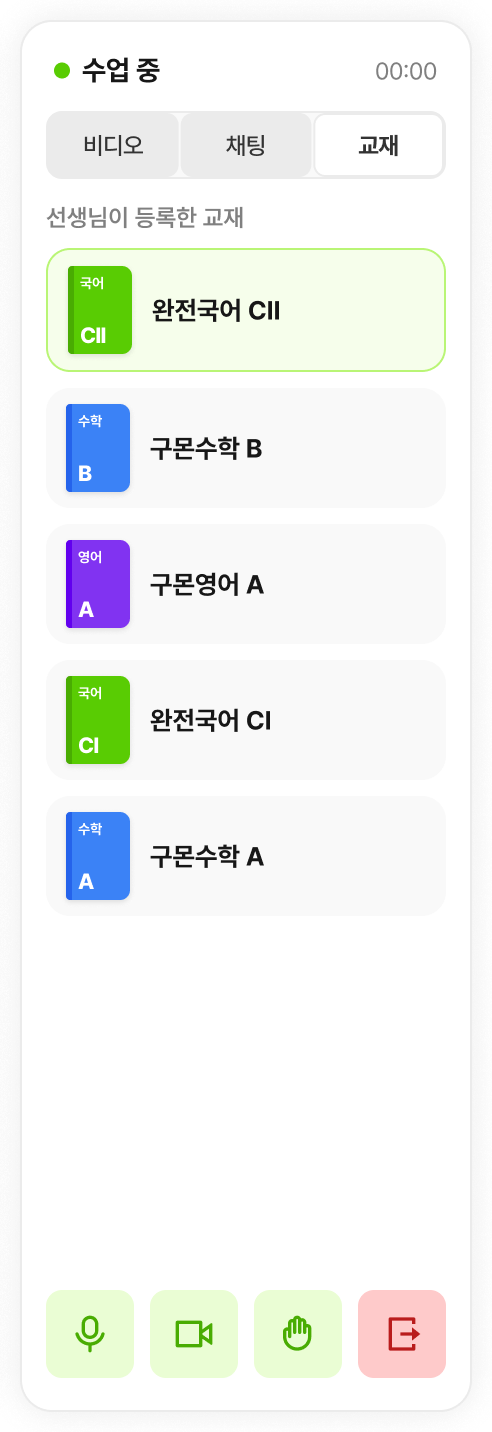 수업 중
00:00
비디오 채팅 교재
선생님이 등록한 교재
국어
CII
완전국어 CII
수학
B
구몬수학 B
영어
A
구몬영어 A
국어
CI
완전국어 CI
수학
A
구몬수학 A